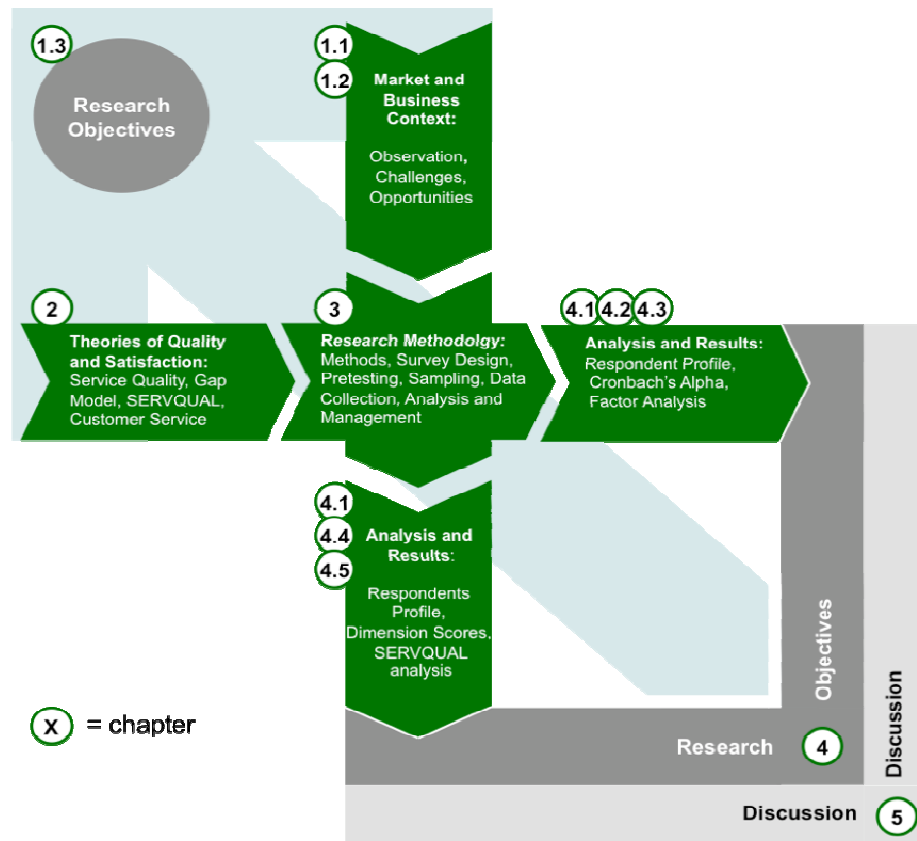 1.3
Research
Objectives
1.1
1.2
Market and
Business
Context:
Observation,
Challenges,
Opportunities
2
Theories of Quality
and Satisfaction:
Service Quality, Gap
Model, SERVQUAL,
Customer Service
3
Research Methodolgy:
Methods, Survey Design,
Pretesting, Sampling, Data
Collection, Analysis and
Management
4.1 4.2 4.3
Analysis and Results:
Respondent Profile,
Cronbach's Alpha,
Factor Analysis
4.1
4.4
4.5
Analysis and
Results:
Respondents
Profile,
Dimension Scores,
SERVQUAL
analysis
X = chapter
Research 4
Objectives
Discussion
Discussion 5